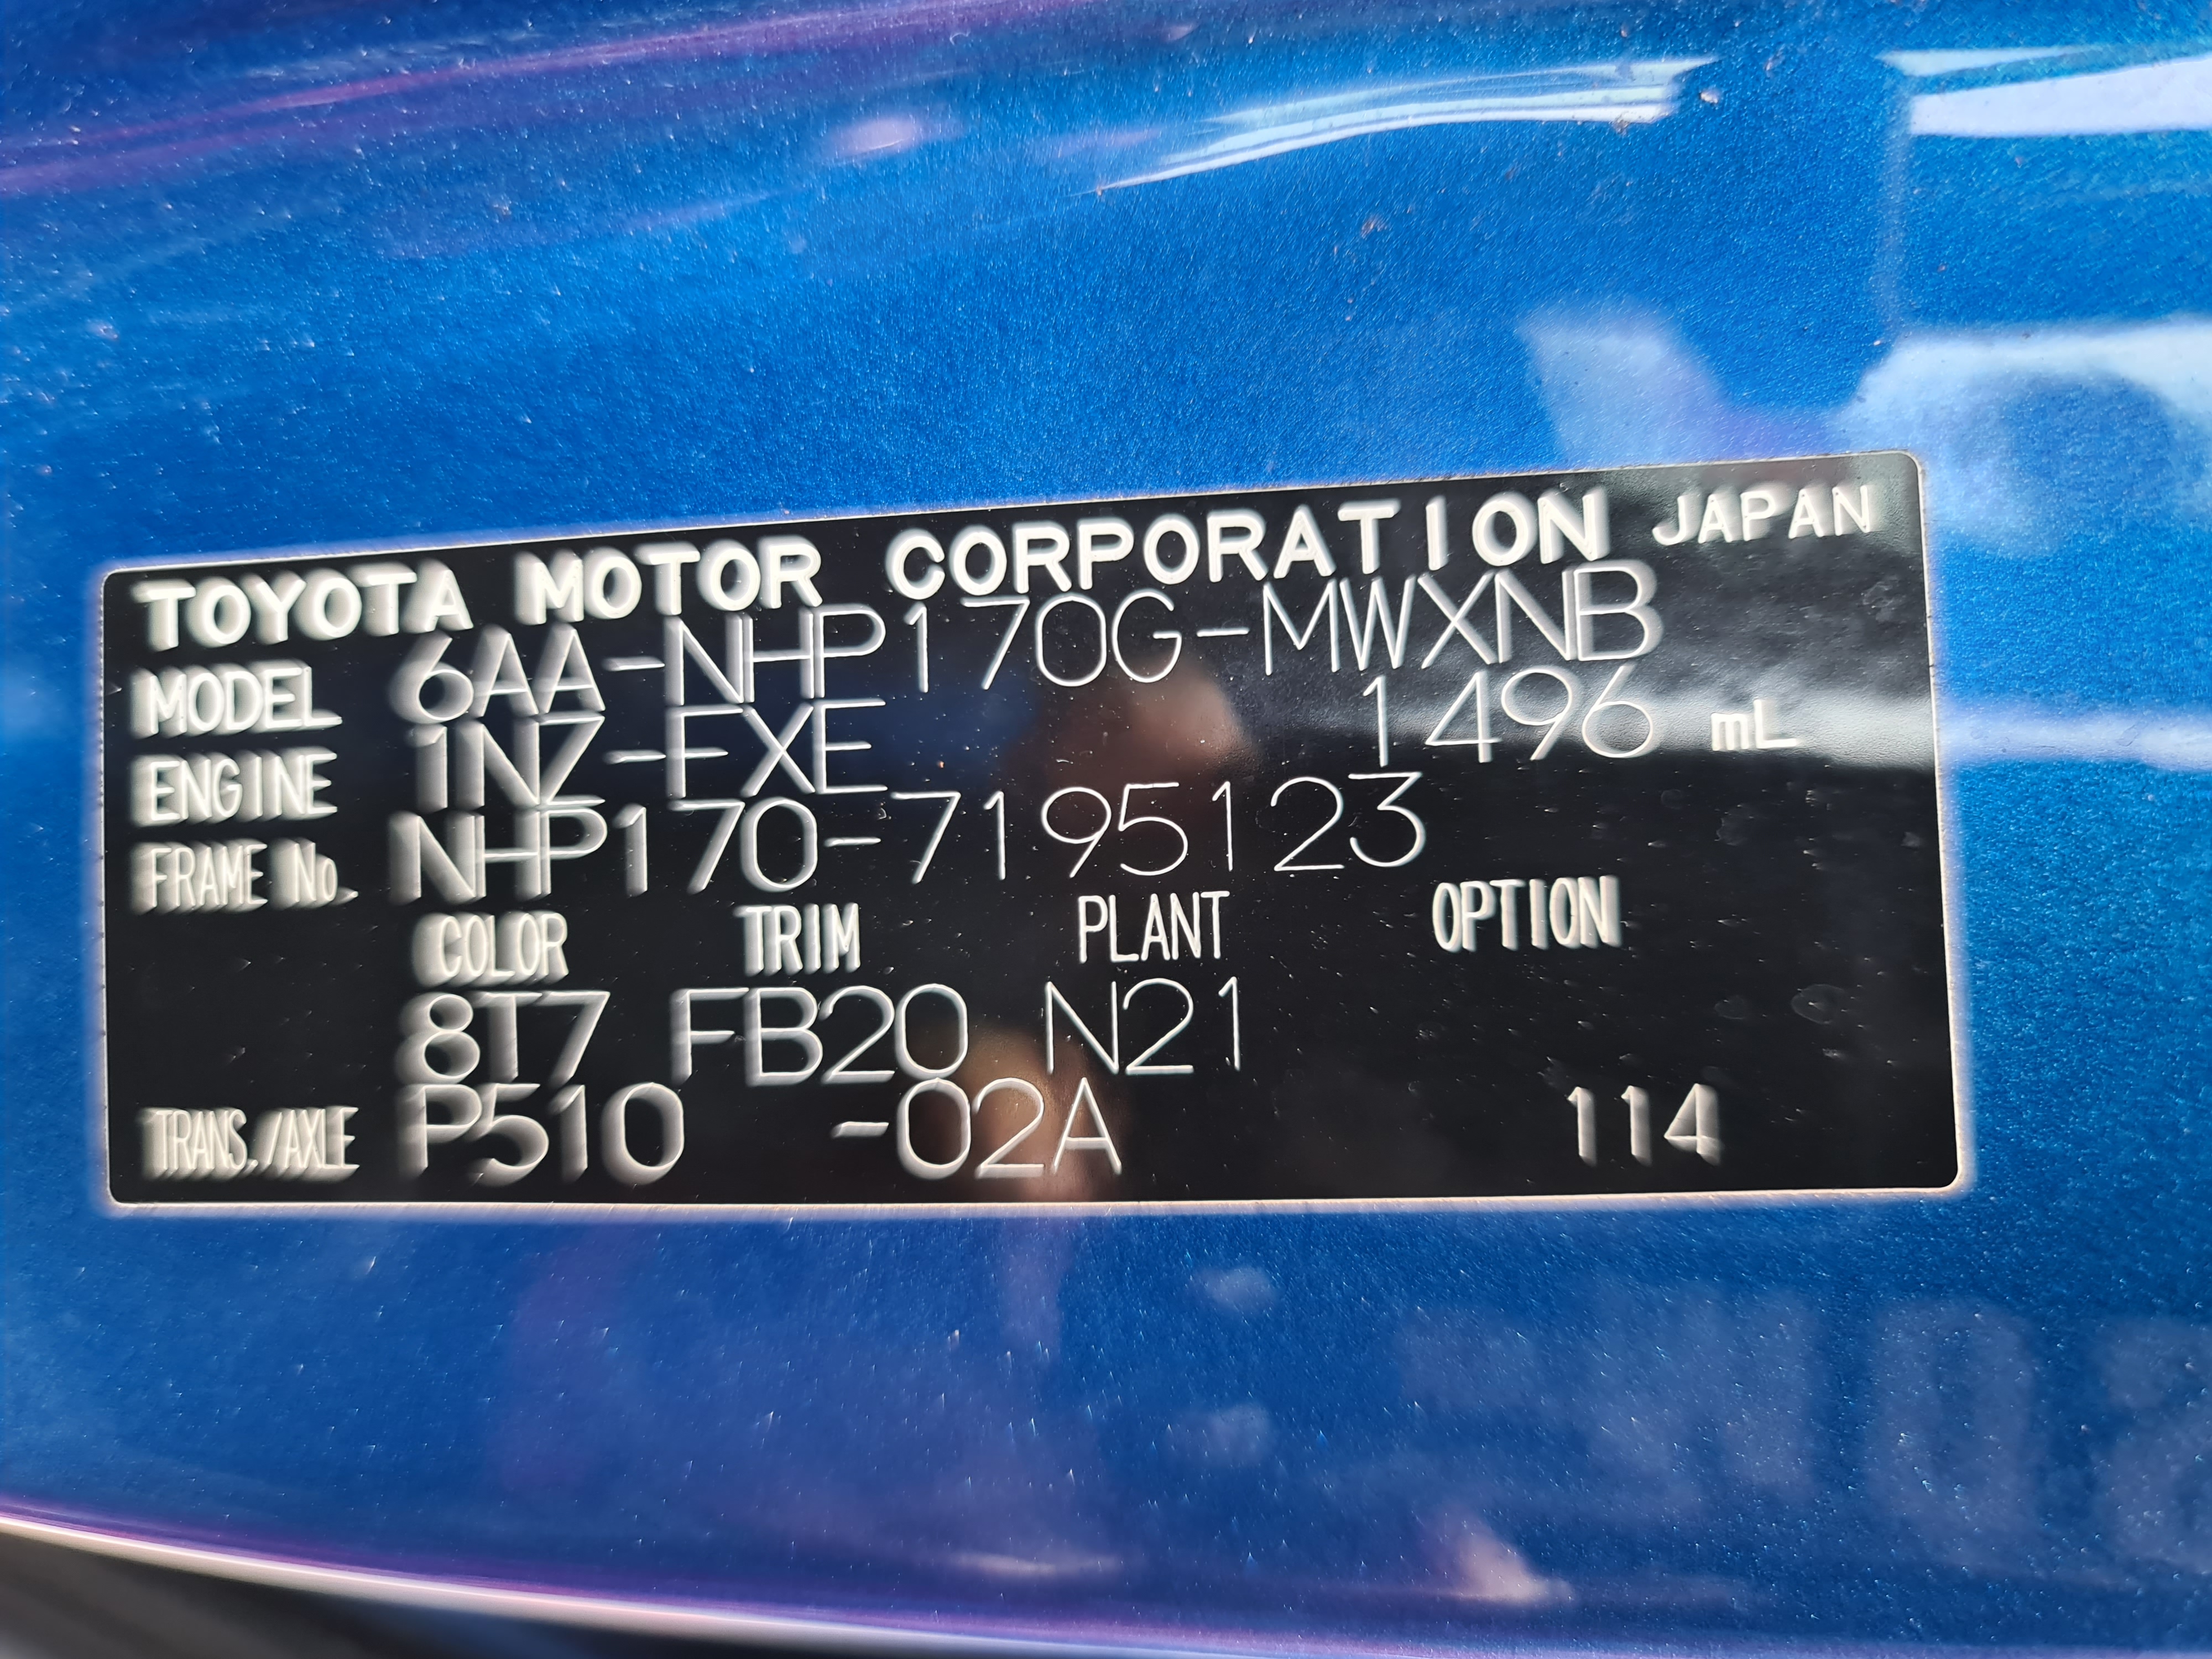 TOYOTA MOTOR CORPORATION JAPAN
MODEL 6AA-NHP170G-MWXNB
ENGINE 1NZ-FXE 1496 mL
FRAME No. NHP170-7195123
COLOR TRIM PLANT OPTION
8T7 FB20 N21
TRANS./AXLE P510 -02A 114